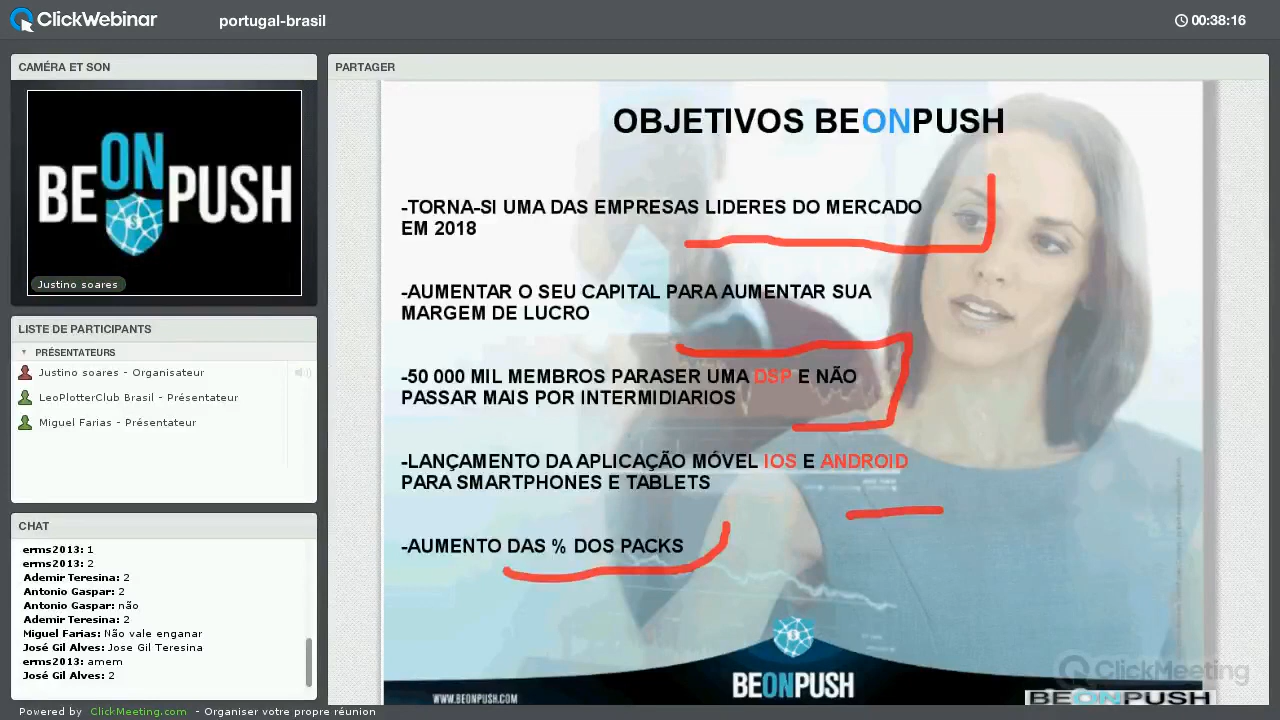 ClickWebinar
portugal-brasil
00:38:16
CAMÉRA ET SON
BEONPUSH
Justino soares
LISTE DE PARTICIPANTS
PRÉSENTATEURS
Justino soares - Organisateur
LeoPlotterClub Brasil - Présentateur
Miguel Farias - Présentateur
CHAT
erms2013: 1
erms2013: 2
Ademir Teresina: 2
Antonio Gaspar: 2
Antonio Gaspar: não
Ademir Teresina: 2
Miguel Farias: Não vale enganar
José Gil Alves: Jose Gil Teresina
erms2013: amem
José Gil Alves: 2
PARTAGER
OBJETIVOS BEONPUSH
-TORNA-SI UMA DAS EMPRESAS LIDERES DO MERCADO
EM 2018
-AUMENTAR O SEU CAPITAL PARA AUMENTAR SUA
MARGEM DE LUCRO
-50 000 MIL MEMBROS PARASER UMA DSP E NÃO
PASSAR MAIS POR INTERMIDIARIOS
-LANÇAMENTO DA APLICAÇÃO MÓVEL IOS E ANDROID
PARA SMARTPHONES E TABLETS
-AUMENTO DAS % DOS PACKS
WWW.BEONPUSH.COM
BEONPUSH
ClickMeeting
BEONPUSH
Powered by ClickMeeting.com - Organiser votre propre réunion